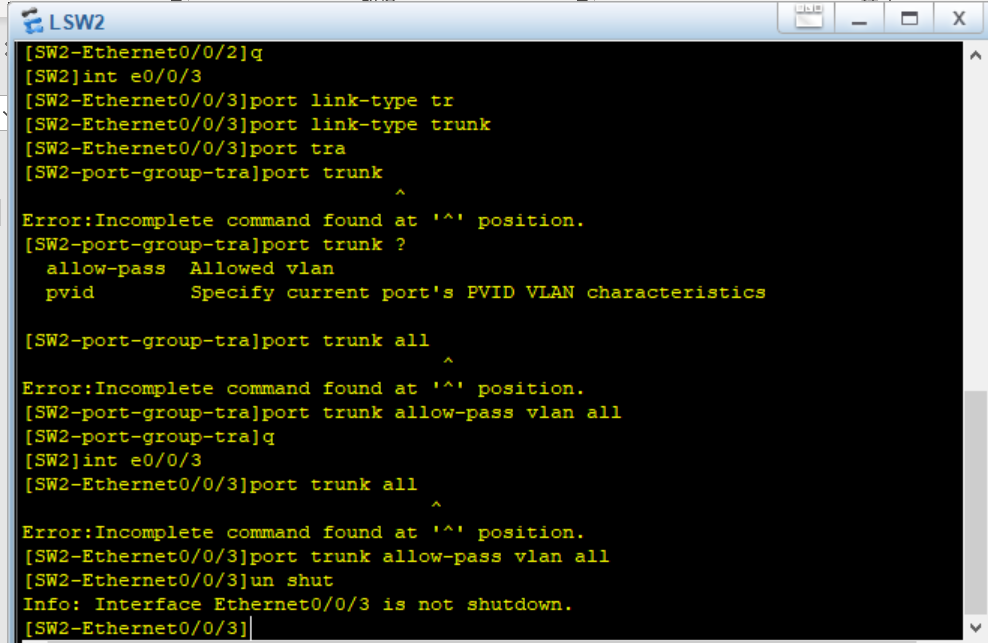 LSW2
[SW2-Ethernet0/0/2]q
[SW2]int e0/0/3
[SW2-Ethernet0/0/3]port link-type tr
[SW2-Ethernet0/0/3]port link-type trunk
[SW2-Ethernet0/0/3]port tra
[SW2-port-group-tra]port trunk
^
Error:Incomplete command found at '^' position.
[SW2-port-group-tra]port trunk ?
allow-pass  Allowed vlan
pvid        Specify current port's PVID VLAN characteristics
[SW2-port-group-tra]port trunk all
^
Error:Incomplete command found at '^' position.
[SW2-port-group-tra]port trunk allow-pass vlan all
[SW2-port-group-tra]q
[SW2]int e0/0/3
[SW2-Ethernet0/0/3]port trunk all
^
Error:Incomplete command found at '^' position.
[SW2-Ethernet0/0/3]port trunk allow-pass vlan all
[SW2-Ethernet0/0/3]un shut
Info: Interface Ethernet0/0/3 is not shutdown.
[SW2-Ethernet0/0/3]